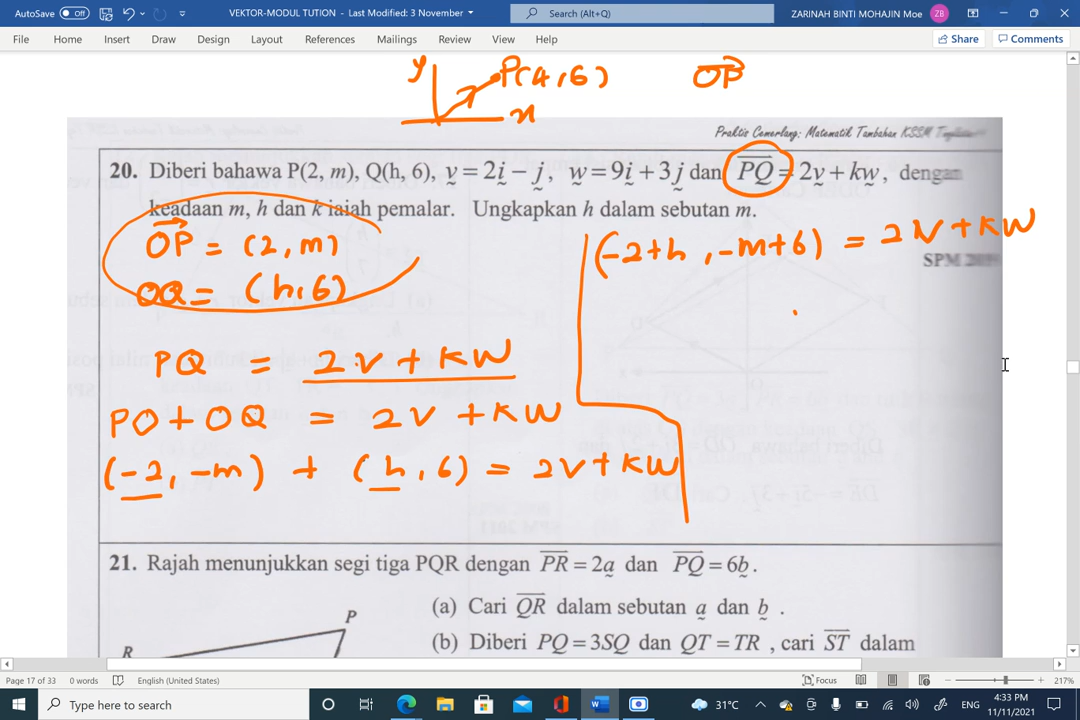 AutoSave Off VEKTOR-MODUL TUTION - Last Modified: 3 November Search (Alt+Q) ZARINAH BINTI MOHAJIN Moe ZB
File Home Insert Draw Design Layout References Mailings Review View Help Share Comments
y P(4,6) OP
x
Praktis Cemerlang: Matematik Tambahan KSSM
20. Diberi bahawa P(2, m), Q(h, 6), v = 2i − j, w = 9i + 3j dan PQ = 2v + kw, dengan
keadaan m, h dan k ialah pemalar. Ungkapkan h dalam sebutan m.
OP = (2, m)
OQ = (h, 6)
PQ = 2v + kw
PO + OQ = 2v + kw
(-2, -m) + (h, 6) = 2v + kw
(-2+h, -m+6) = 2v + kw
SPM
21. Rajah menunjukkan segi tiga PQR dengan PR = 2a dan PQ = 6b.
(a) Cari QR dalam sebutan a dan b .
P
(b) Diberi PQ = 3SQ dan QT = TR , cari ST dalam
R
Page 17 of 33 0 words English (United States) Focus 217%
Type here to search 31°C ENG 4:33 PM
11/11/2021